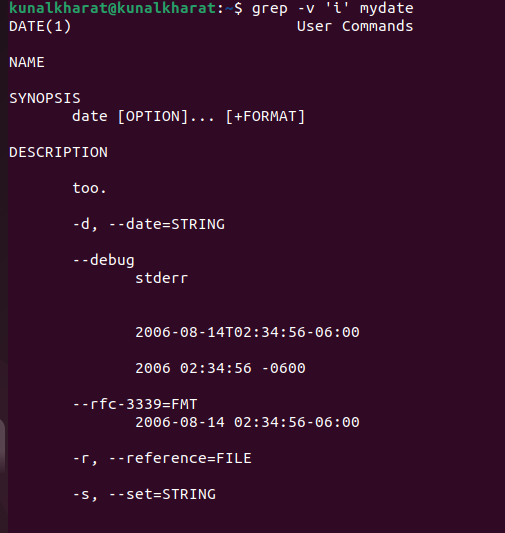 kunalkharat@kunalkharat:~$ grep -v 'i' mydate
DATE(1) User Commands
NAME
SYNOPSIS
date [OPTION]... [+FORMAT]
DESCRIPTION
too.
-d, --date=STRING
--debug
stderr
2006-08-14T02:34:56-06:00
2006 02:34:56 -0600
--rfc-3339=FMT
2006-08-14 02:34:56-06:00
-r, --reference=FILE
-s, --set=STRING